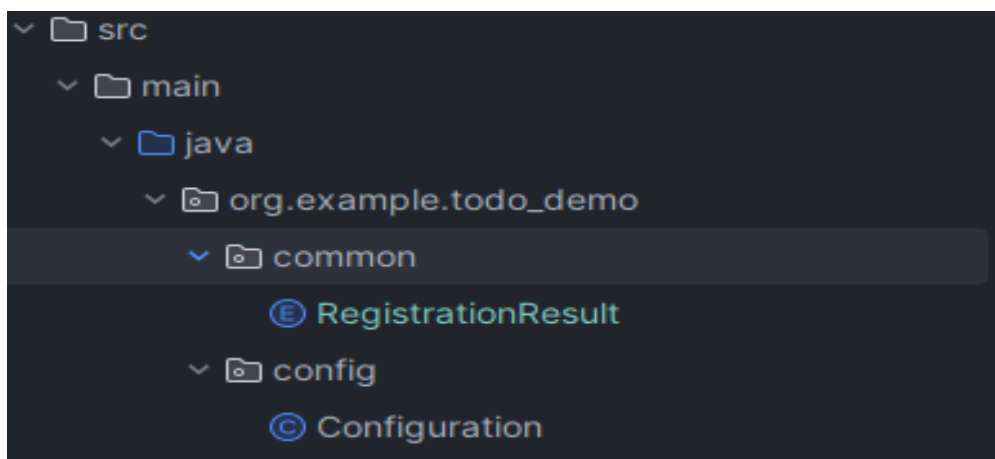 src
main
java
org.example.todo_demo
common
E RegistrationResult
config
C Configuration